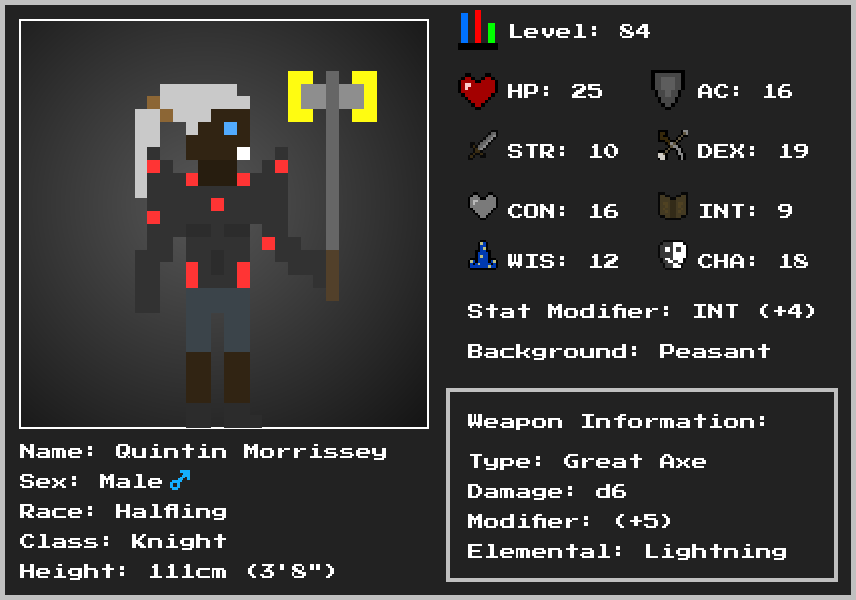 Level: 84
HP: 25
AC: 16
STR: 10
DEX: 19
CON: 16
INT: 9
WIS: 12
CHA: 18
Stat Modifier: INT (+4)
Background: Peasant
Weapon Information:
Type: Great Axe
Damage: d6
Modifier: (+5)
Elemental: Lightning
Name: Quintin Morrissey
Sex: Male♂
Race: Halfling
Class: Knight
Height: 111cm (3'8")